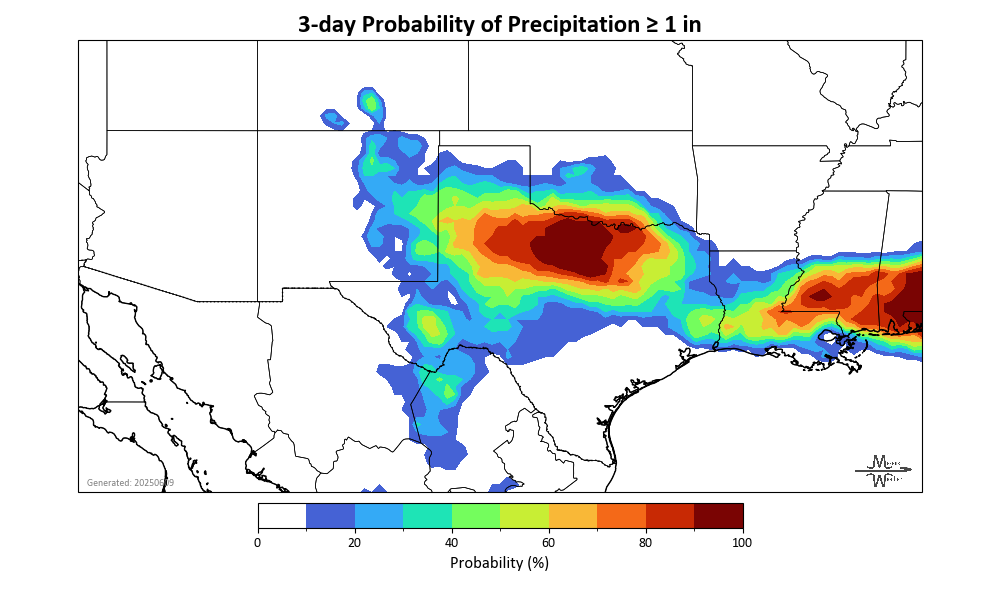 3-day Probability of Precipitation ≥ 1 in
Generated: 20250609
0 20 40 60 80 100
Probability (%)